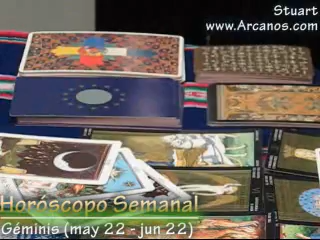 Stuart
www.Arcanos.com
Horóscopo Semanal
Géminis (may 22 - jun 22)